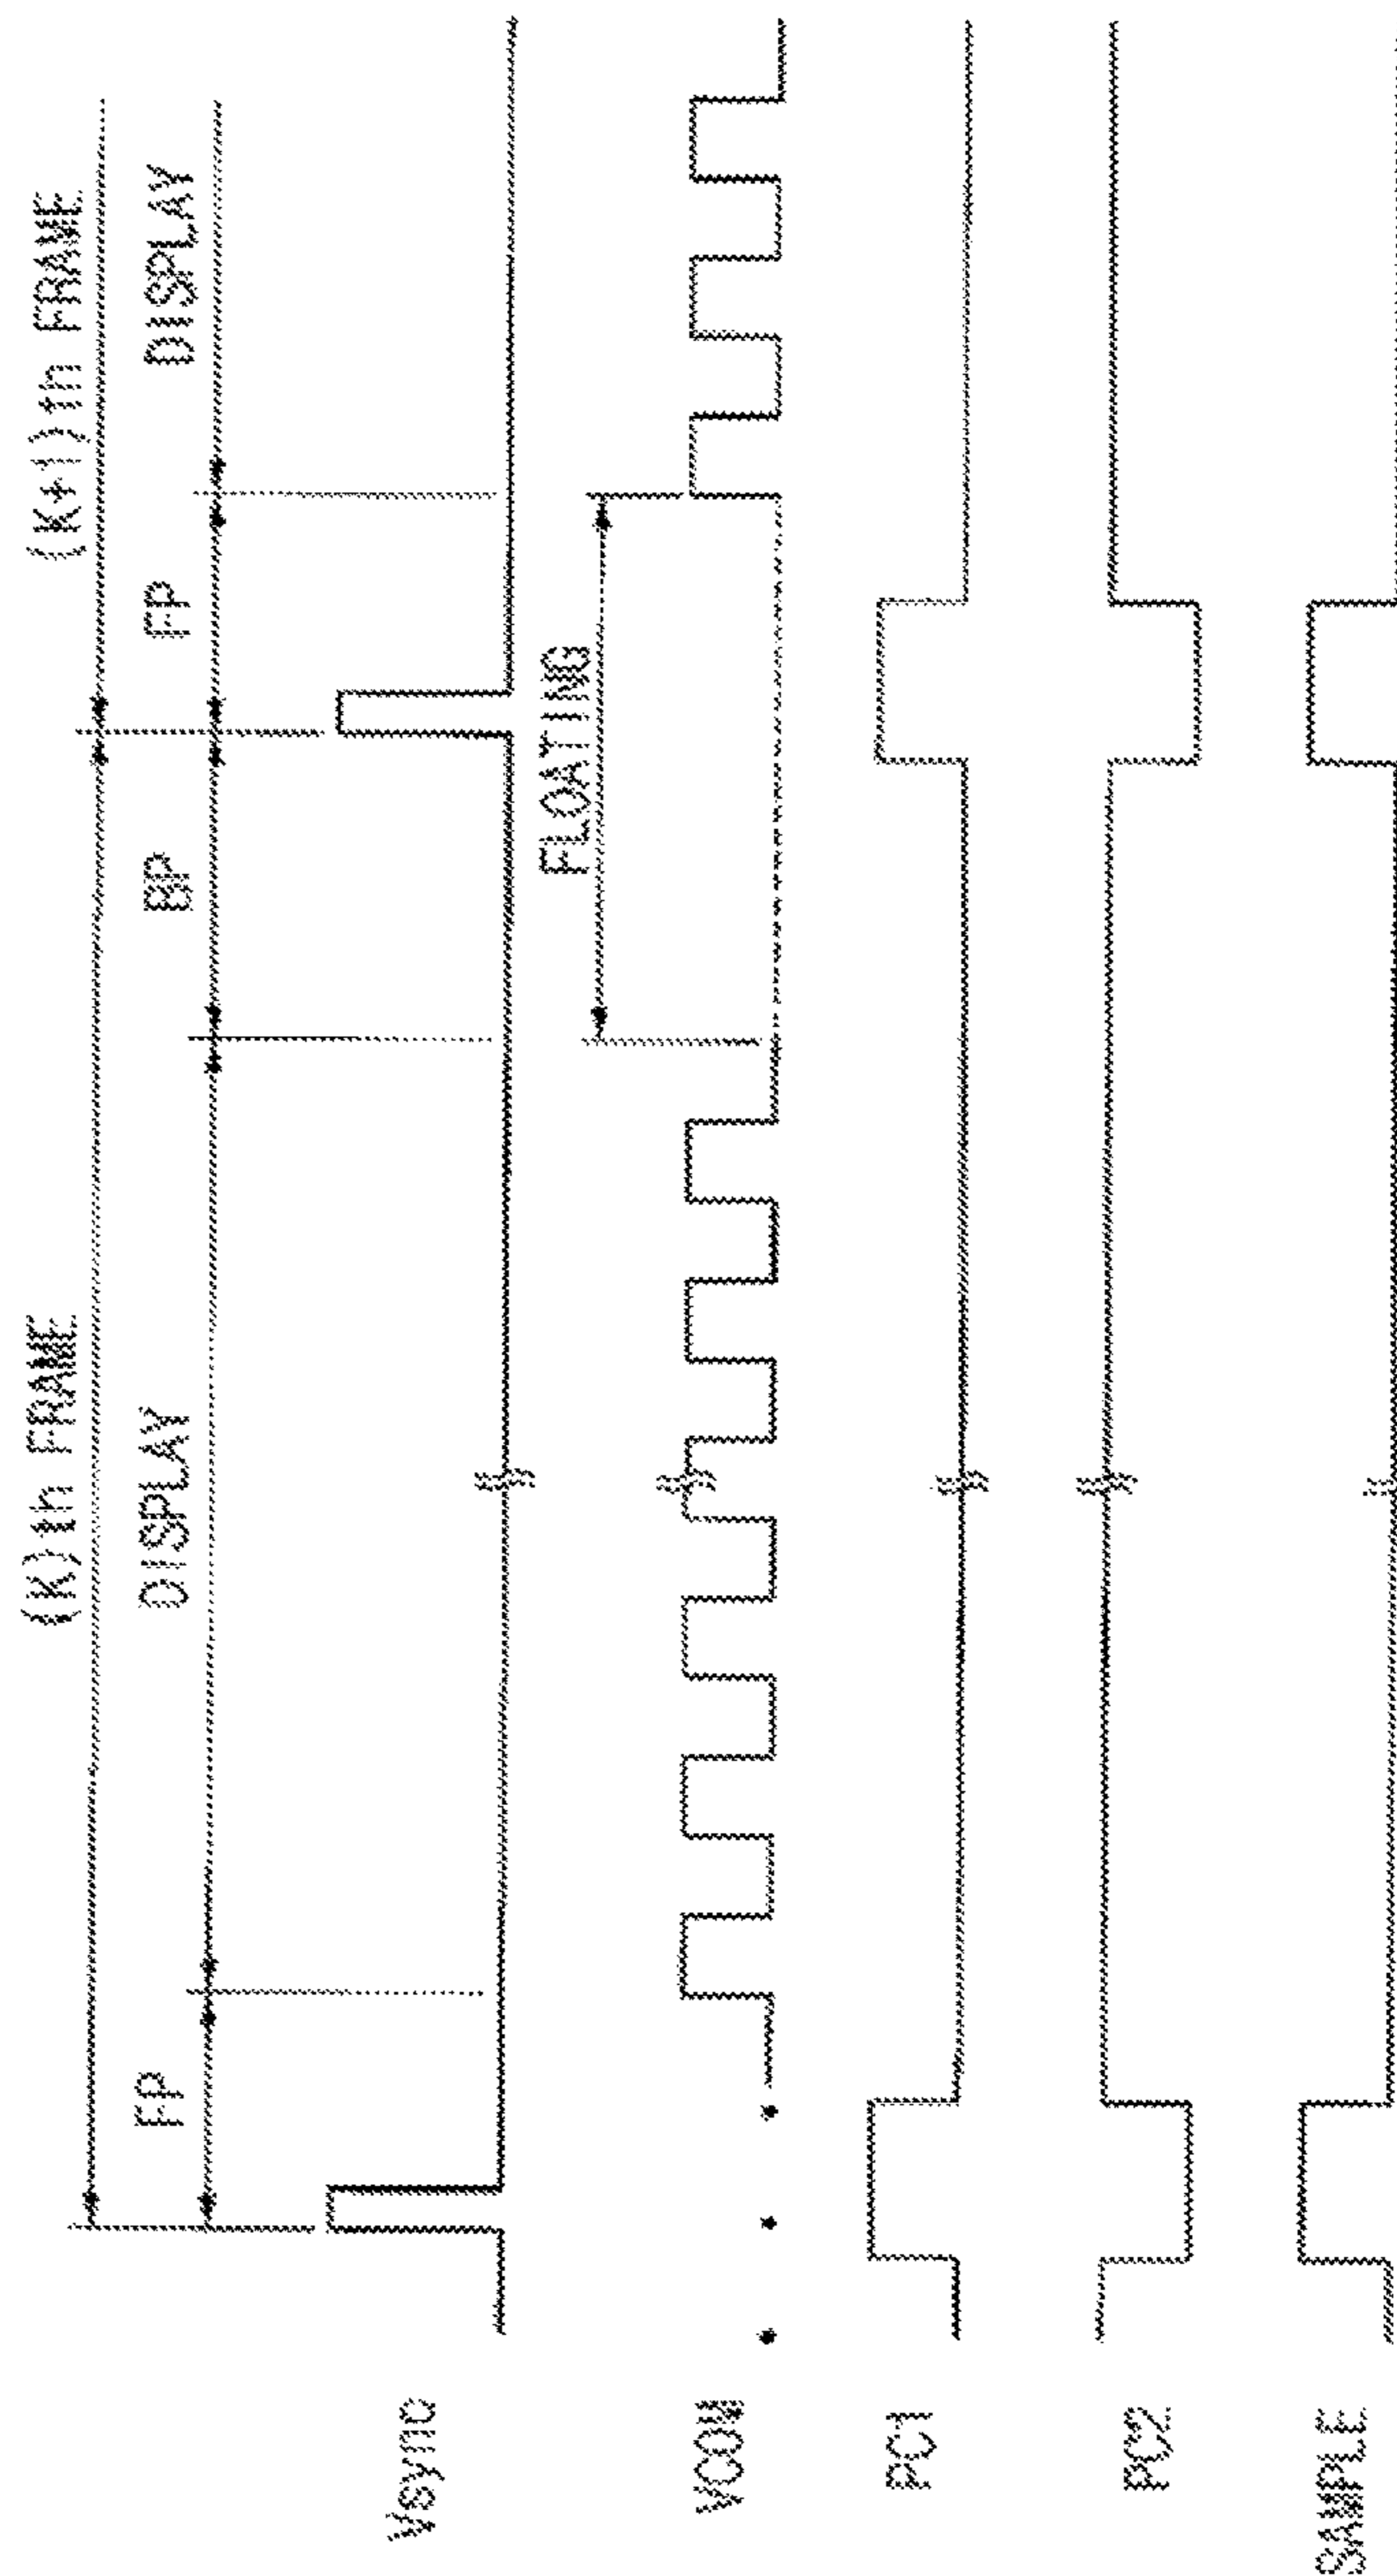 (K)th FRAME
(K+1)th FRAME
FP
DISPLAY
BP
FP
DISPLAY
Vsync
FLOATING
VCOM
PC1
PC2
SAMPLE